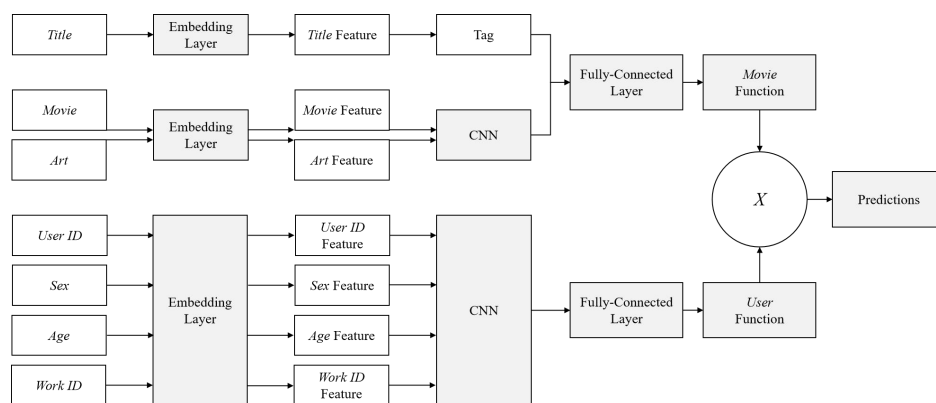 Title
Embedding
Layer
Title Feature
Tag
Fully-Connected
Layer
Movie
Function
Movie
Art
Embedding
Layer
Movie Feature
Art Feature
CNN
X
Predictions
User ID
Sex
Age
Work ID
Embedding
Layer
User ID
Feature
Sex Feature
Age Feature
Work ID
Feature
CNN
Fully-Connected
Layer
User
Function